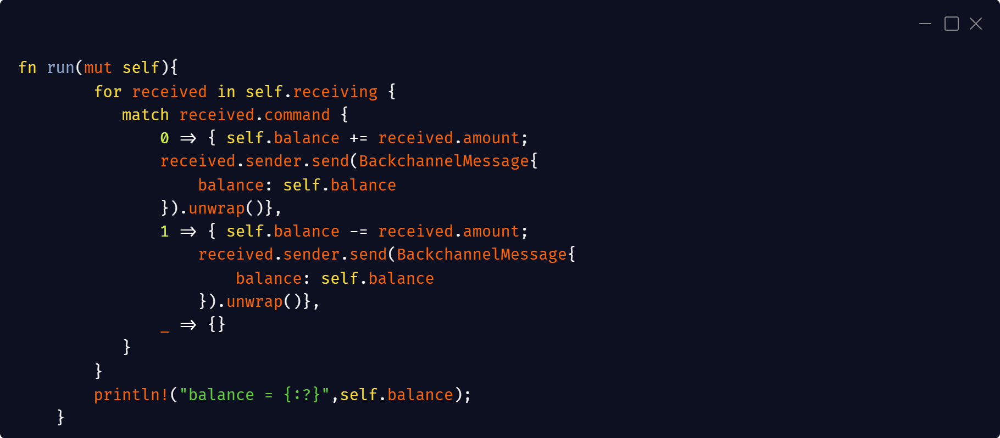 fn run(mut self){
        for received in self.receiving {
           match received.command {
               0 => { self.balance += received.amount;
               received.sender.send(BackchannelMessage{
                   balance: self.balance
               }).unwrap()},
               1 => { self.balance -= received.amount;
                   received.sender.send(BackchannelMessage{
                       balance: self.balance
                   }).unwrap()},
               _ => {}
           }
        }
        println!("balance = {:?}",self.balance);
    }